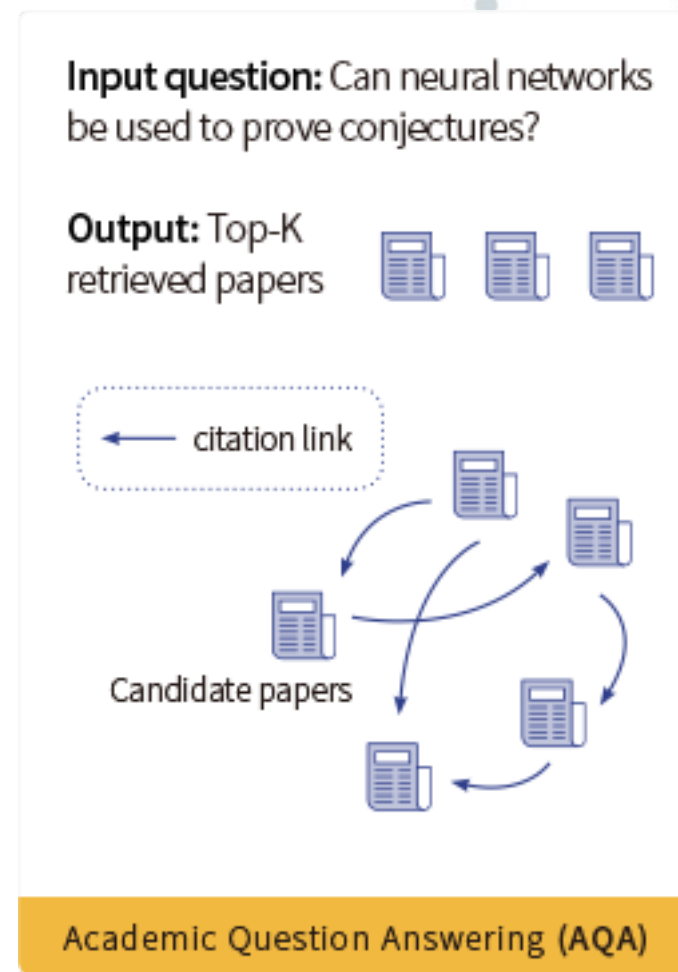 Input question: Can neural networks
be used to prove conjectures?
Output: Top-K
retrieved papers
citation link
Candidate papers
Academic Question Answering (AQA)